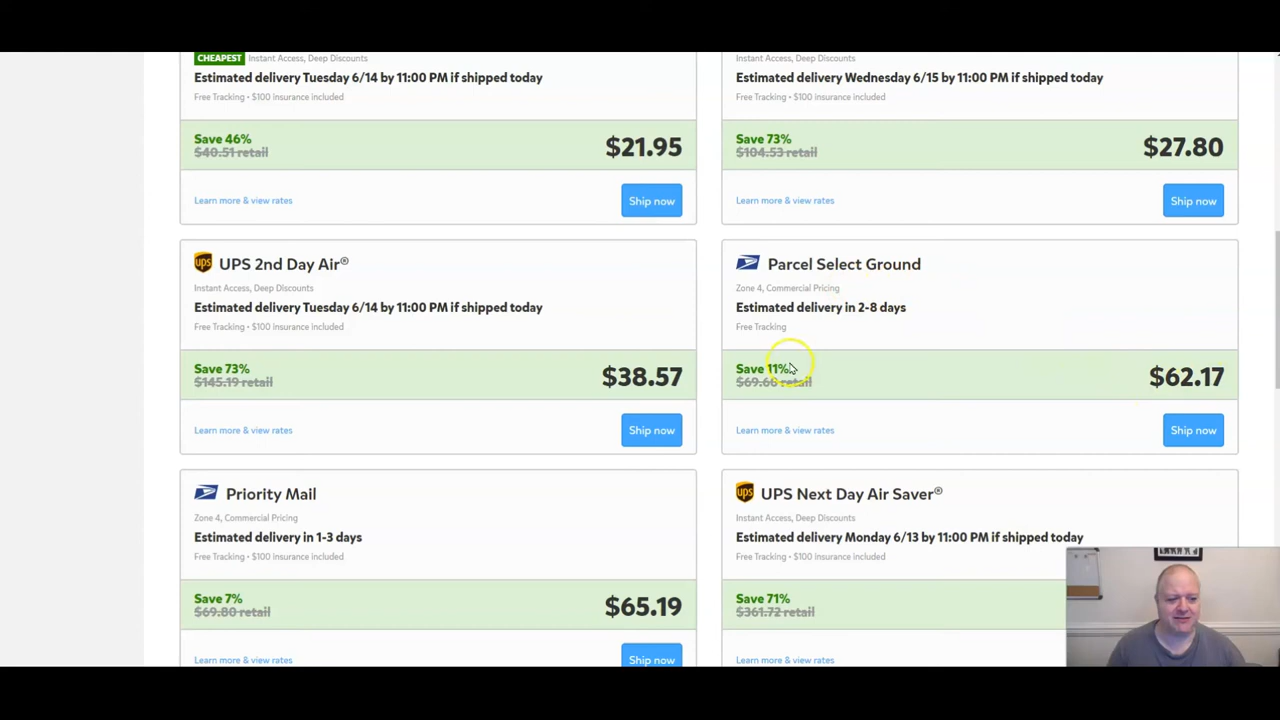 CHEAPEST Instant Access, Deep Discounts
Estimated delivery Tuesday 6/14 by 11:00 PM if shipped today
Free Tracking • $100 insurance included
Save 46%
$40.51 retail
$21.95
Learn more & view rates
Ship now
Instant Access, Deep Discounts
Estimated delivery Wednesday 6/15 by 11:00 PM if shipped today
Free Tracking • $100 insurance included
Save 73%
$104.53 retail
$27.80
Learn more & view rates
Ship now
ups UPS 2nd Day Air®
Instant Access, Deep Discounts
Estimated delivery Tuesday 6/14 by 11:00 PM if shipped today
Free Tracking • $100 insurance included
Save 73%
$145.19 retail
$38.57
Learn more & view rates
Ship now
Parcel Select Ground
Zone 4, Commercial Pricing
Estimated delivery in 2-8 days
Free Tracking
Save 11%
$69.60 retail
$62.17
Learn more & view rates
Ship now
Priority Mail
Zone 4, Commercial Pricing
Estimated delivery in 1-3 days
Free Tracking • $100 insurance included
Save 7%
$69.80 retail
$65.19
Learn more & view rates
Ship now
ups UPS Next Day Air Saver®
Instant Access, Deep Discounts
Estimated delivery Monday 6/13 by 11:00 PM if shipped today
Free Tracking • $100 insurance included
Save 71%
$361.72 retail
Learn more & view rates